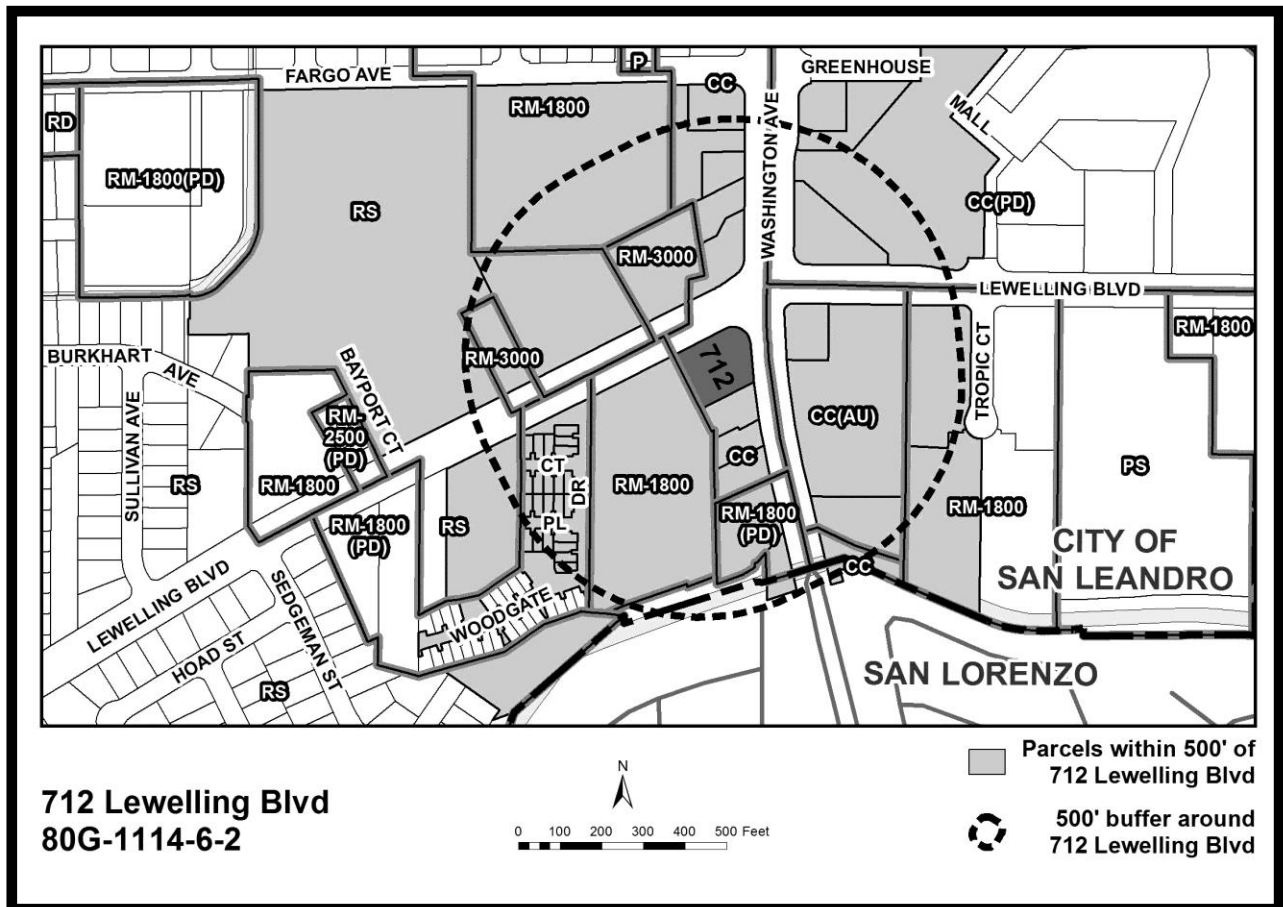 FARGO AVE
P
CC
GREENHOUSE
MALL
RD
RM-1800
WASHINGTON AVE
RM-1800(PD)
RS
CC(PD)
RM-3000
LEWELLING BLVD
RM-1800
BURKHART
AVE
BAYPORT CT
RM-3000
712
TROPIC CT
SULLIVAN AVE
RM-
2500
(PD)
CC(AU)
RS
RM-1800
CT
DR
PL
RM-1800
CC
PS
RM-1800
(PD)
RS
RM-1800
(PD)
RM-1800
CITY OF
SAN LEANDRO
CC
LEWELLING BLVD
SEDGEMAN ST
WOODGATE
HOAD ST
RS
SAN LORENZO
712 Lewelling Blvd
80G-1114-6-2
N
0 100 200 300 400 500 Feet
Parcels within 500' of
712 Lewelling Blvd
500' buffer around
712 Lewelling Blvd